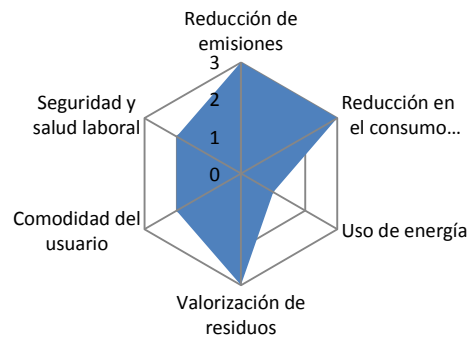 Reducción de
emisiones
3
2
1
0
Reducción en
el consumo…
Uso de energía
Valorización de
residuos
Comodidad del
usuario
Seguridad y
salud laboral